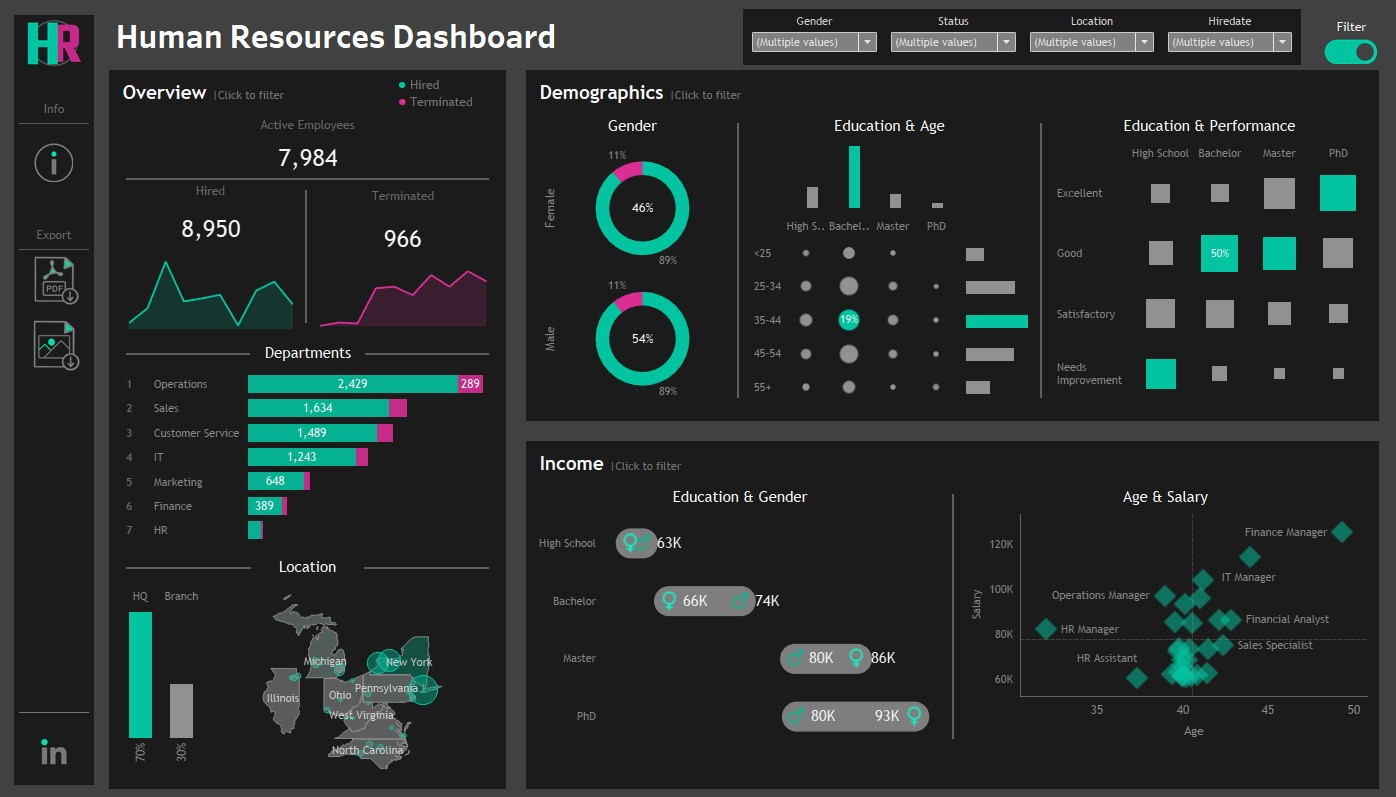 HR
Human Resources Dashboard
Gender
Status
Location
Hiredate
(Multiple values)
(Multiple values)
(Multiple values)
(Multiple values)
Filter
Info
i
Export
PDF
in
Overview |Click to filter
Hired
Terminated
Active Employees
7,984
Hired
8,950
Terminated
966
Departments
1 Operations 2,429 289
2 Sales 1,634
3 Customer Service 1,489
4 IT 1,243
5 Marketing 648
6 Finance 389
7 HR
Location
HQ Branch
70% 30%
Michigan
New York
Illinois
Ohio
Pennsylvania
West Virginia
North Carolina
Demographics |Click to filter
Gender
Female
11%
46%
89%
Male
11%
54%
89%
Education & Age
High S.. Bachel.. Master PhD
<25
25-34
35-44 19%
45-54
55+
Education & Performance
High School Bachelor Master PhD
Excellent
Good 50%
Satisfactory
Needs
Improvement
Income |Click to filter
Education & Gender
High School 63K
Bachelor 66K 74K
Master 80K 86K
PhD 80K 93K
Age & Salary
Salary
120K
100K
80K
60K
Finance Manager
IT Manager
Operations Manager
Financial Analyst
HR Manager
Sales Specialist
HR Assistant
35 40 45 50
Age